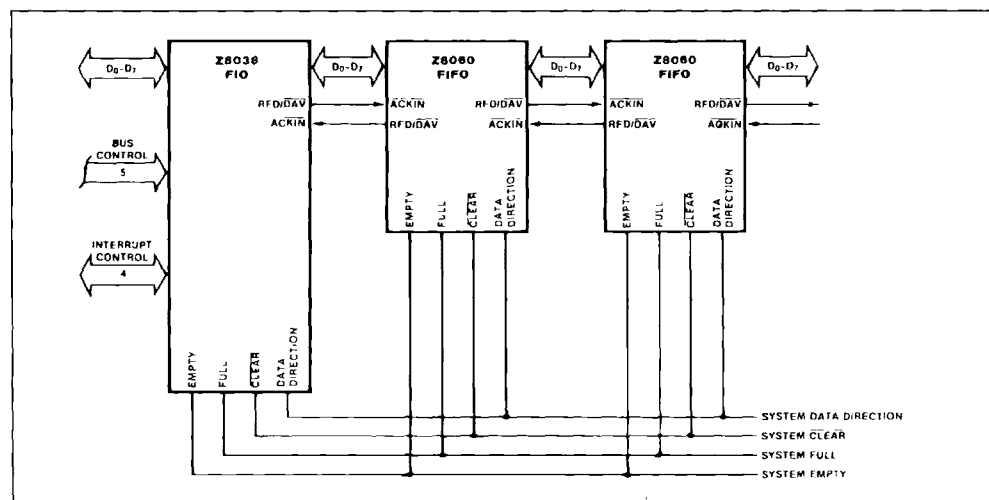 Z8038
FIO
Z8060
FIFO
Z8060
FIFO
D0-D7
D0-D7
D0-D7
D0-D7
RFD/DAV
ACKIN
ACKIN
RFD/DAV
RFD/DAV
ACKIN
ACKIN
RFD/DAV
RFD/DAV
ACKIN
BUS
CONTROL
5
INTERRUPT
CONTROL
4
EMPTY
FULL
CLEAR
DATA
DIRECTION
EMPTY
FULL
CLEAR
DATA
DIRECTION
EMPTY
FULL
CLEAR
DATA
DIRECTION
SYSTEM DATA DIRECTION
SYSTEM CLEAR
SYSTEM FULL
SYSTEM EMPTY